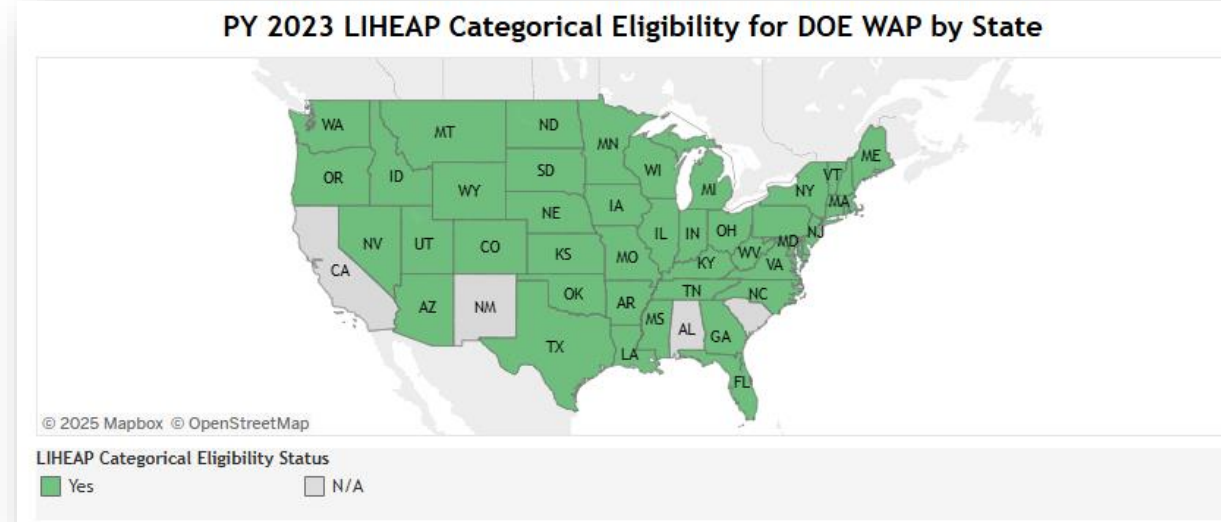 PY 2023 LIHEAP Categorical Eligibility for DOE WAP by State
WA
MT
ND
MN
ME
OR
ID
SD
WI
VT
WY
MI
NY
MA
NE
IA
NV
UT
CO
IL
IN
OH
MD
NJ
KS
MO
WV
VA
CA
KY
AZ
NM
OK
AR
TN
NC
MS
AL
GA
TX
LA
FL
© 2025 Mapbox © OpenStreetMap
LIHEAP Categorical Eligibility Status
Yes
N/A